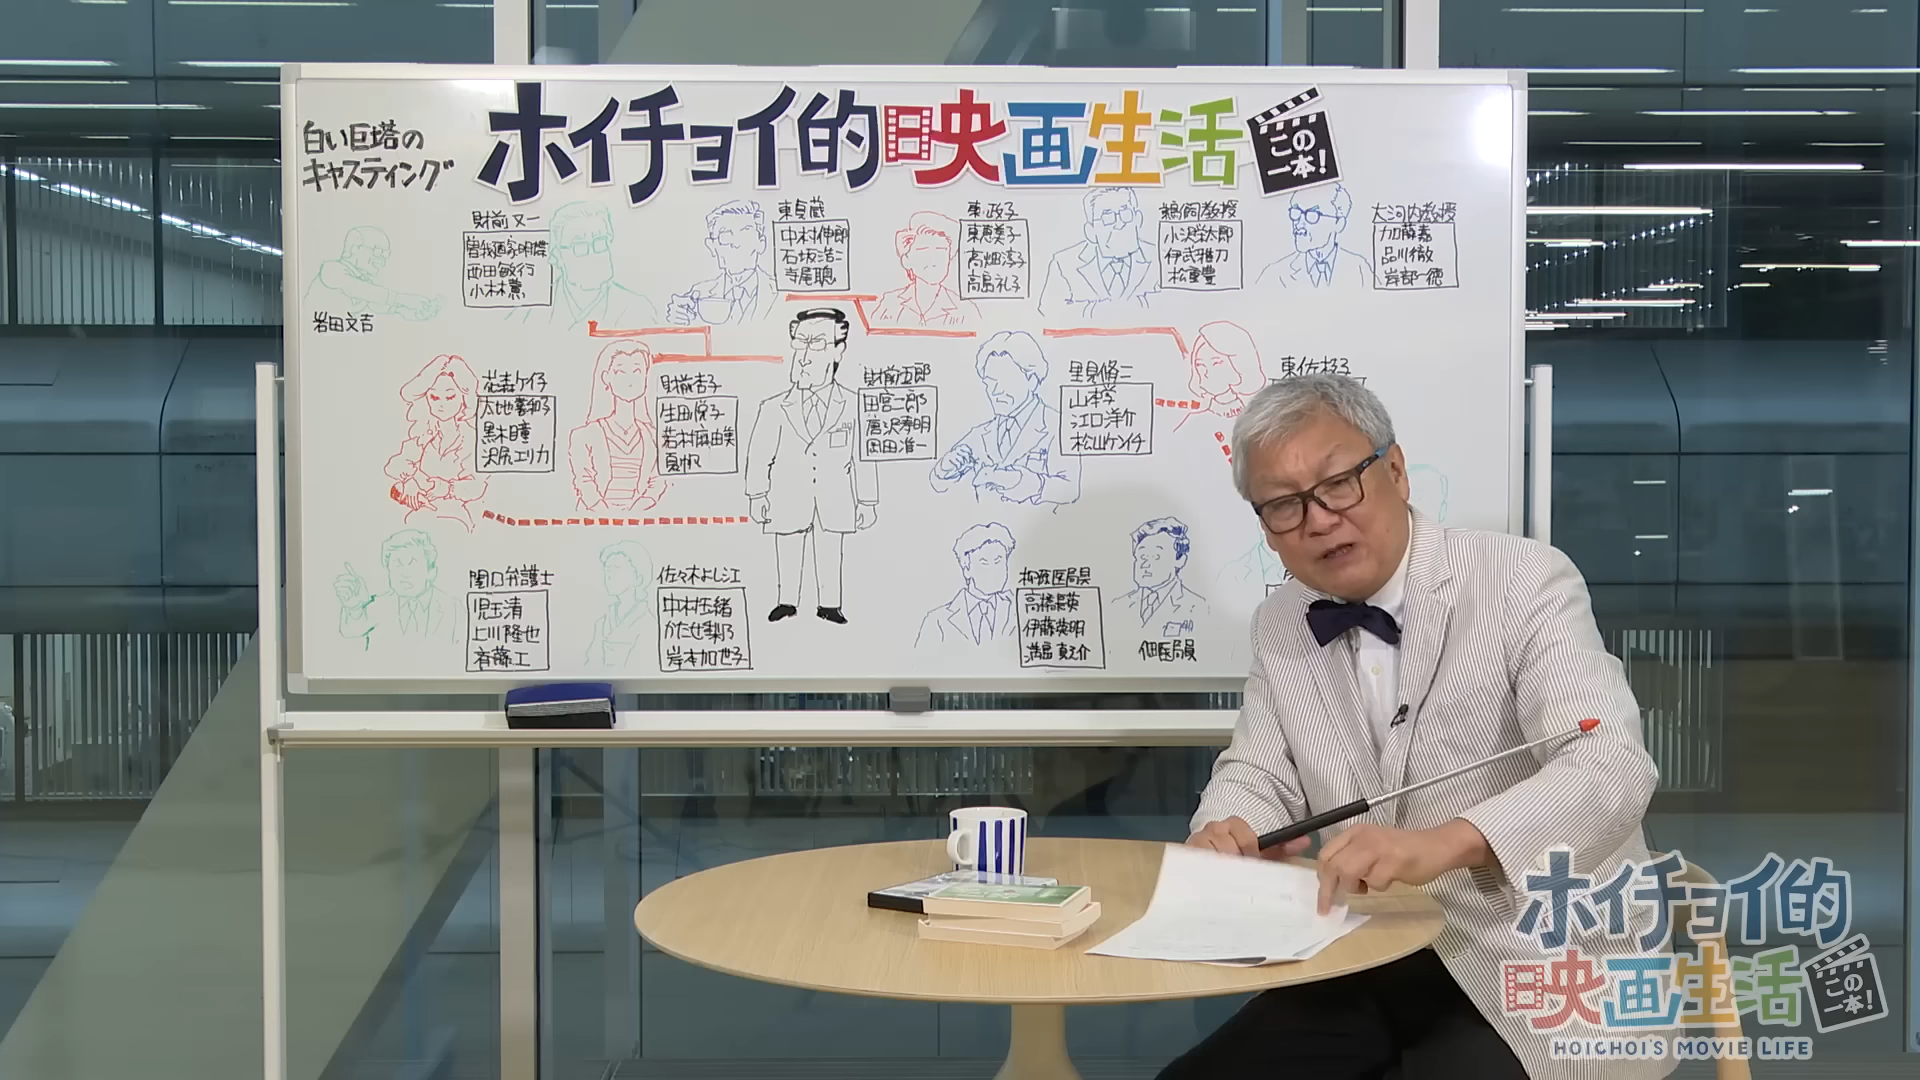 白い巨塔の
キャスティング
ホイチョイ的映画生活
この
一本!
財前又一
曽我廼家明蝶
西田敏行
小林薫
東貞蔵
中村伸郎
石坂浩二
寺尾聰
東政子
東恵美子
高畑淳子
高島礼子
鵜飼教授
小沢栄太郎
伊武雅刀
松重豊
大河内教授
加藤嘉
品川徹
岸部一徳
岩田文吉
花森ケイ子
太地喜和子
黒木瞳
沢尻エリカ
財前杏子
生田悦子
若村麻由美
夏帆
財前五郎
田宮二郎
唐沢寿明
岡田准一
里見脩二
山本学
江口洋介
松山ケンイチ
東佐枝子
関口弁護士
児玉清
上川隆也
斉藤工
佐々木よし江
中村玉緒
かたせ梨乃
岸本加世子
高橋長英
伊藤英明
満島真之介
佃医局員
ホイチョイ的
映画生活
この
一本!
HOICHOI'S MOVIE LIFE